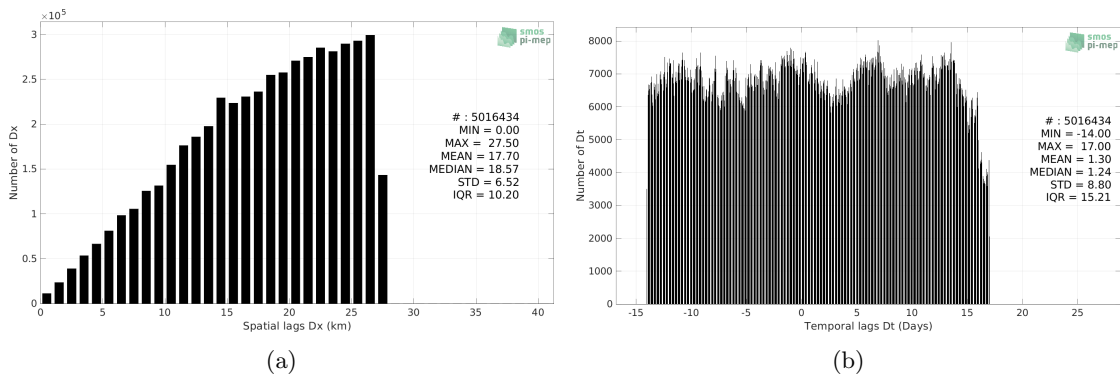 ×10^5
3
2.5
2
1.5
1
0.5
0
Number of Dx
0 5 10 15 20 25 30 35 40
Spatial lags Dx (km)
smos
pi-mep
# : 5016434
MIN = 0.00
MAX = 27.50
MEAN = 17.70
MEDIAN = 18.57
STD = 6.52
IQR = 10.20
(a)
8000
7000
6000
5000
4000
3000
2000
1000
0
Number of Dt
-15 -10 -5 0 5 10 15 20 25
Temporal lags Dt (Days)
smos
pi-mep
# : 5016434
MIN = -14.00
MAX = 17.00
MEAN = 1.30
MEDIAN = 1.24
STD = 8.80
IQR = 15.21
(b)